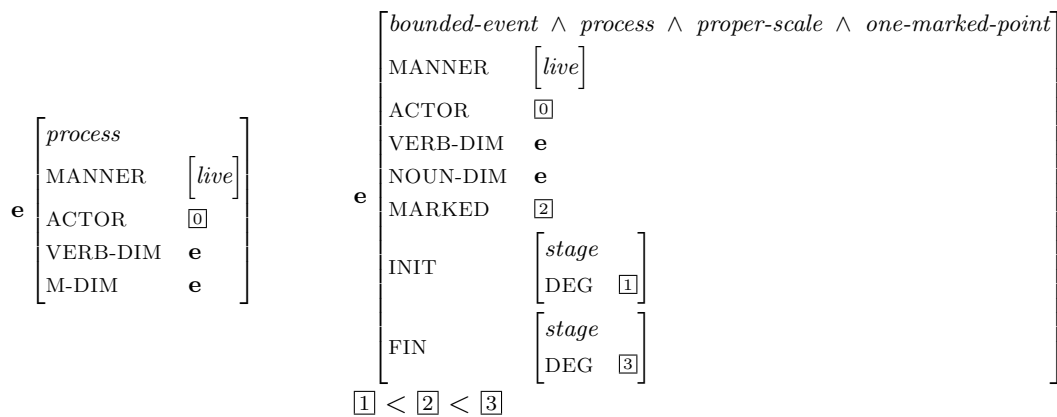 e
process
MANNER [live]
ACTOR 0
VERB-DIM e
M-DIM e
e
bounded-event ∧ process ∧ proper-scale ∧ one-marked-point
MANNER [live]
ACTOR 0
VERB-DIM e
NOUN-DIM e
MARKED 2
INIT
stage
DEG 1
FIN
stage
DEG 3
1 < 2 < 3